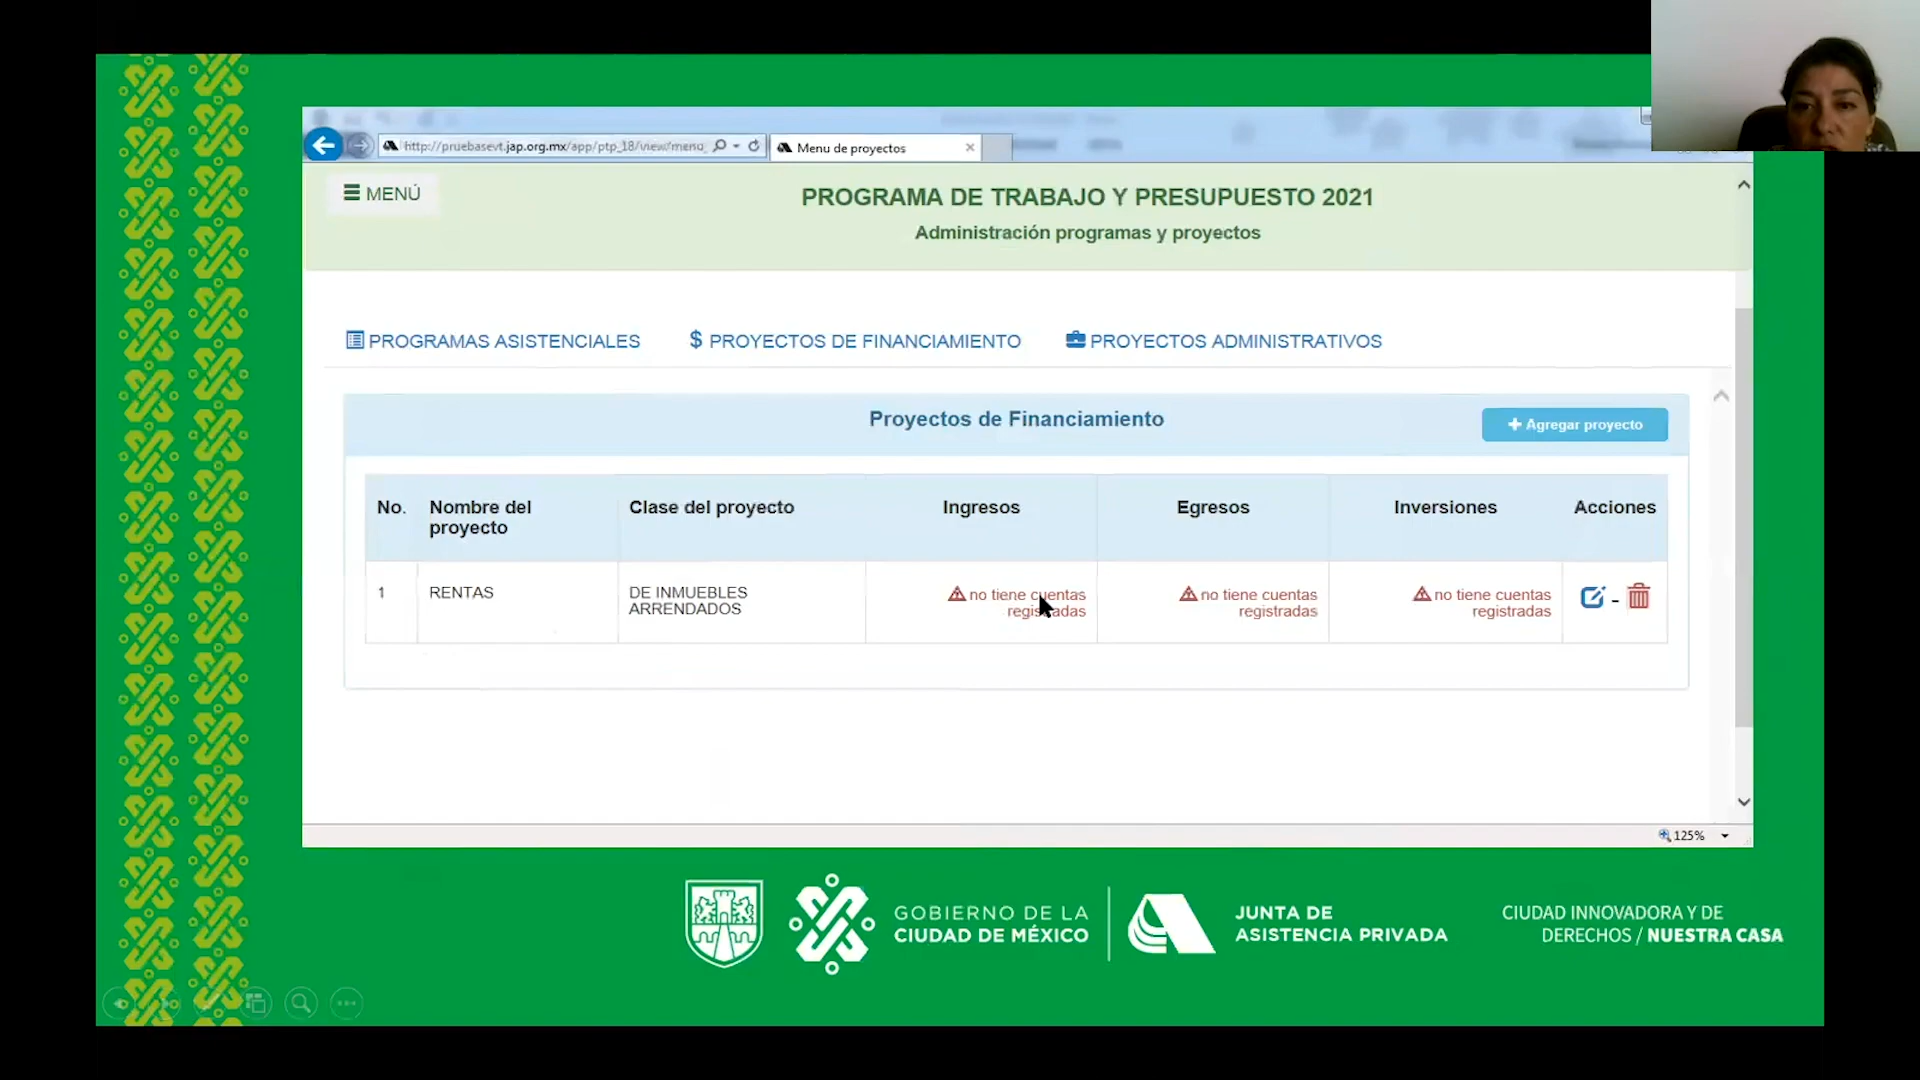 http://pruebasevt.jap.org.mx/app/ptp_18/view/menu_
Menu de proyectos
MENÚ
PROGRAMA DE TRABAJO Y PRESUPUESTO 2021
Administración programas y proyectos
PROGRAMAS ASISTENCIALES
$ PROYECTOS DE FINANCIAMIENTO
PROYECTOS ADMINISTRATIVOS
Proyectos de Financiamiento
+ Agregar proyecto
No.
Nombre del
proyecto
Clase del proyecto
Ingresos
Egresos
Inversiones
Acciones
1
RENTAS
DE INMUEBLES
ARRENDADOS
no tiene cuentas
registradas
no tiene cuentas
registradas
no tiene cuentas
registradas
-
125%
GOBIERNO DE LA
CIUDAD DE MÉXICO
JUNTA DE
ASISTENCIA PRIVADA
CIUDAD INNOVADORA Y DE
DERECHOS / NUESTRA CASA